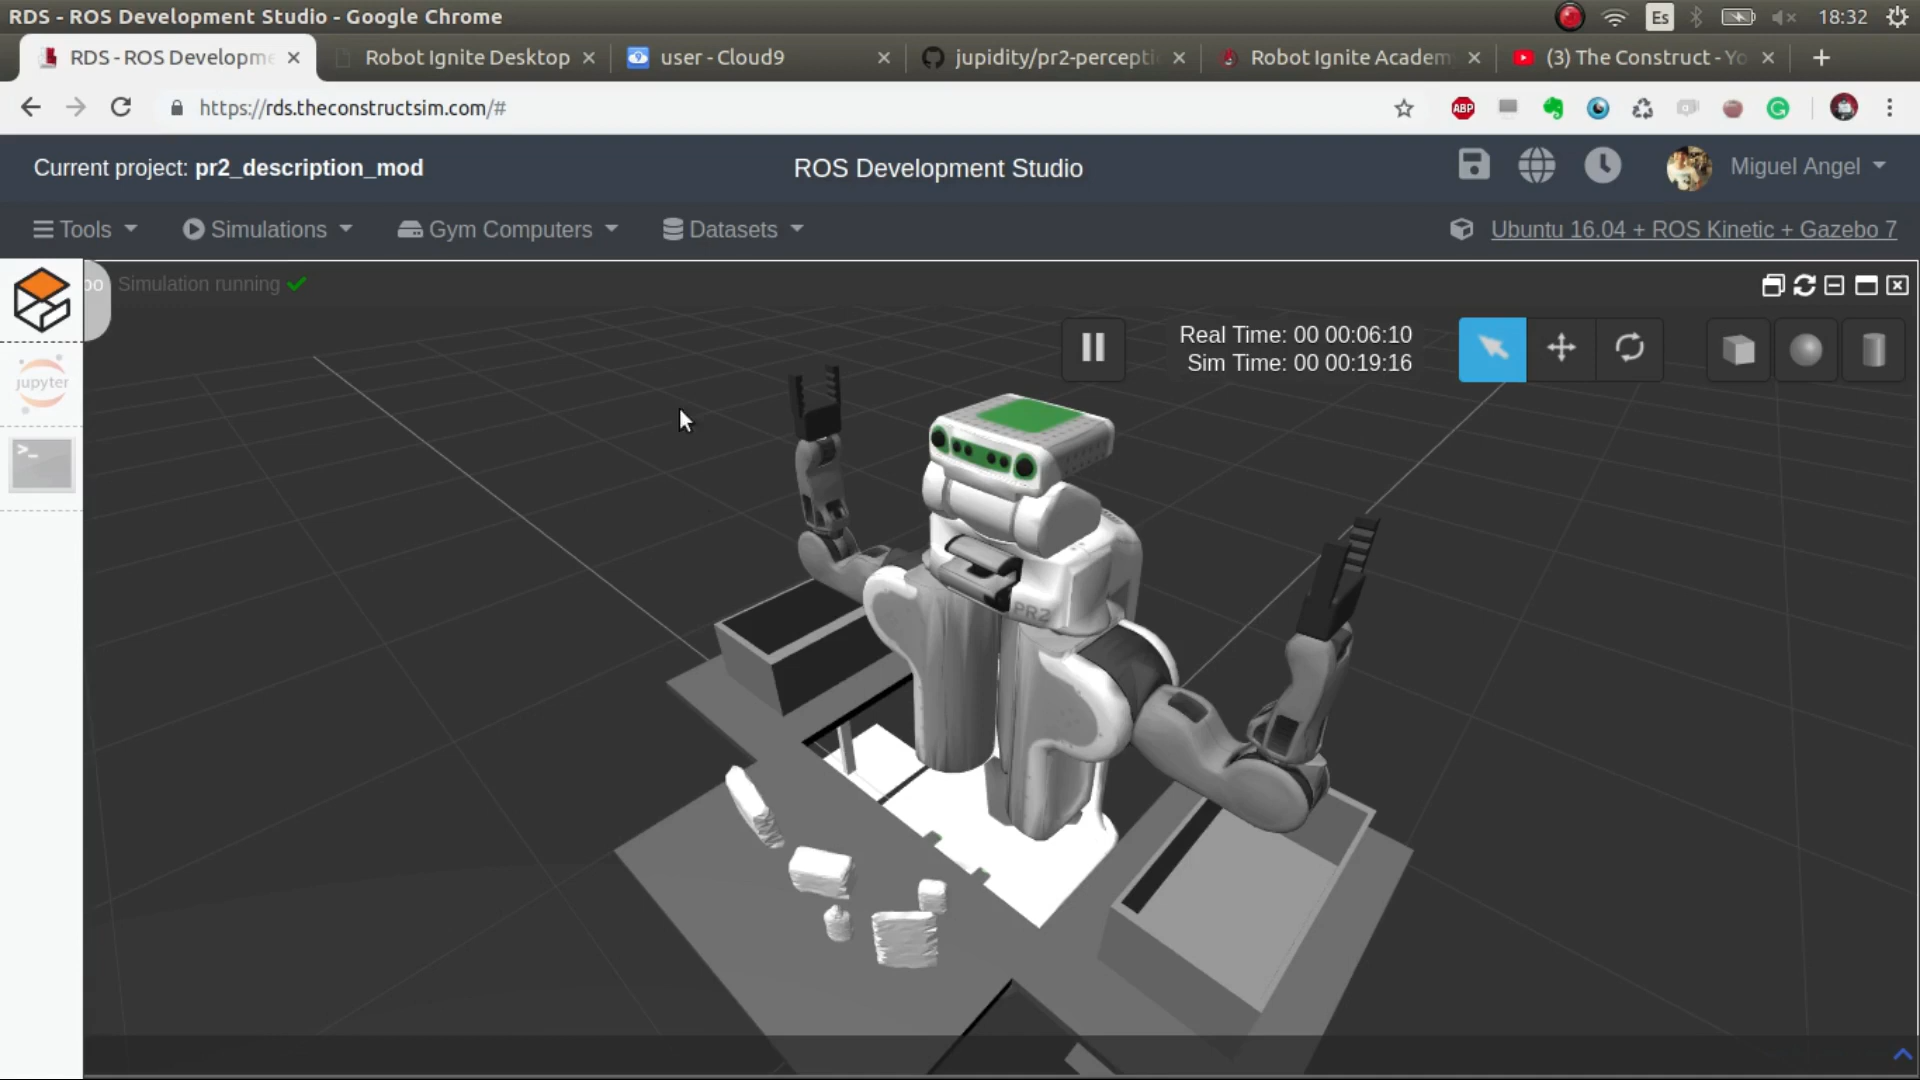 RDS - ROS Development Studio - Google Chrome
Es
18:32
RDS - ROS Developme
Robot Ignite Desktop
user - Cloud9
jupidity/pr2-percepti
Robot Ignite Academ
(3) The Construct - Yo
https://rds.theconstructsim.com/#
ABP
Current project: pr2_description_mod
ROS Development Studio
Miguel Angel
Tools
Simulations
Gym Computers
Datasets
Ubuntu 16.04 + ROS Kinetic + Gazebo 7
bo
Simulation running
Real Time: 00 00:06:10
Sim Time: 00 00:19:16
jupyter
>_
PR2